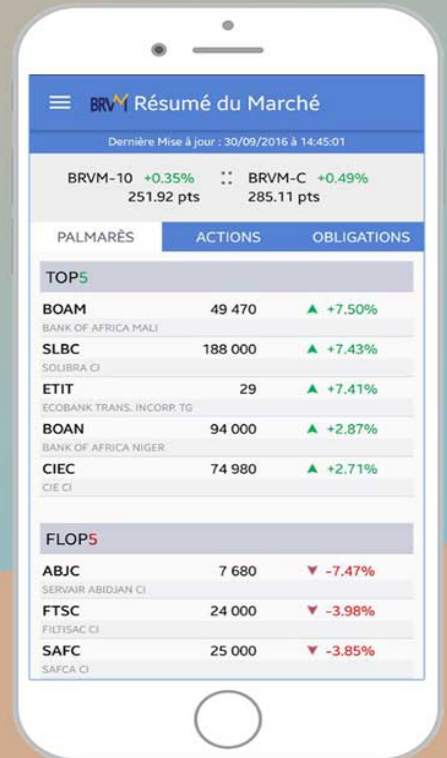 BRVM Résumé du Marché
Dernière Mise à jour : 30/09/2016 à 14:45:01
BRVM-10 +0.35% BRVM-C +0.49%
251.92 pts 285.11 pts
PALMARÈS ACTIONS OBLIGATIONS
TOP5
BOAM 49 470 ▲ +7.50%
BANK OF AFRICA MALI
SLBC 188 000 ▲ +7.43%
SOLIBRA CI
ETIT 29 ▲ +7.41%
ECOBANK TRANS. INCORP. TG
BOAN 94 000 ▲ +2.87%
BANK OF AFRICA NIGER
CIEC 74 980 ▲ +2.71%
CIE CI
FLOP5
ABJC 7 680 ▼ -7.47%
SERVAIR ABIDJAN CI
FTSC 24 000 ▼ -3.98%
FILTISAC CI
SAFC 25 000 ▼ -3.85%
SAFCA CI